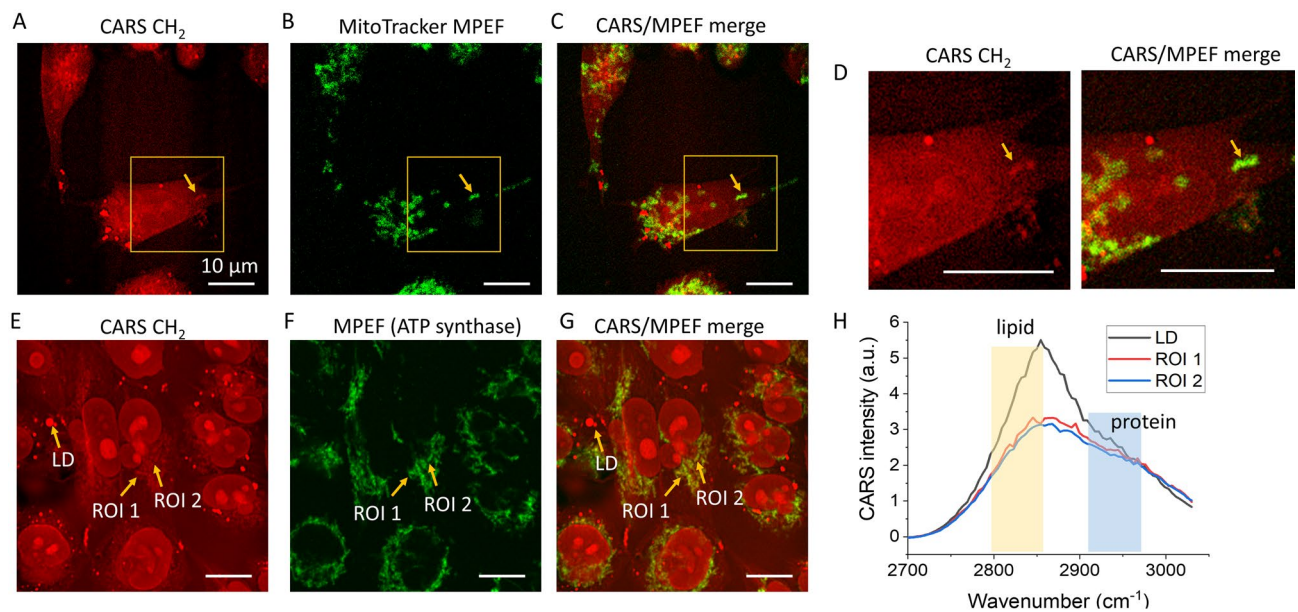 A
CARS CH₂
B
MitoTracker MPEF
C
CARS/MPEF merge
10 μm
D
CARS CH₂
CARS/MPEF merge
E
CARS CH₂
LD
ROI 1
ROI 2
F
MPEF (ATP synthase)
ROI 1
ROI 2
G
CARS/MPEF merge
LD
ROI 1
ROI 2
H
lipid
LD
ROI 1
ROI 2
protein
CARS intensity (a.u.)
6
5
4
3
2
1
0
2700
2800
2900
3000
Wavenumber (cm⁻¹)